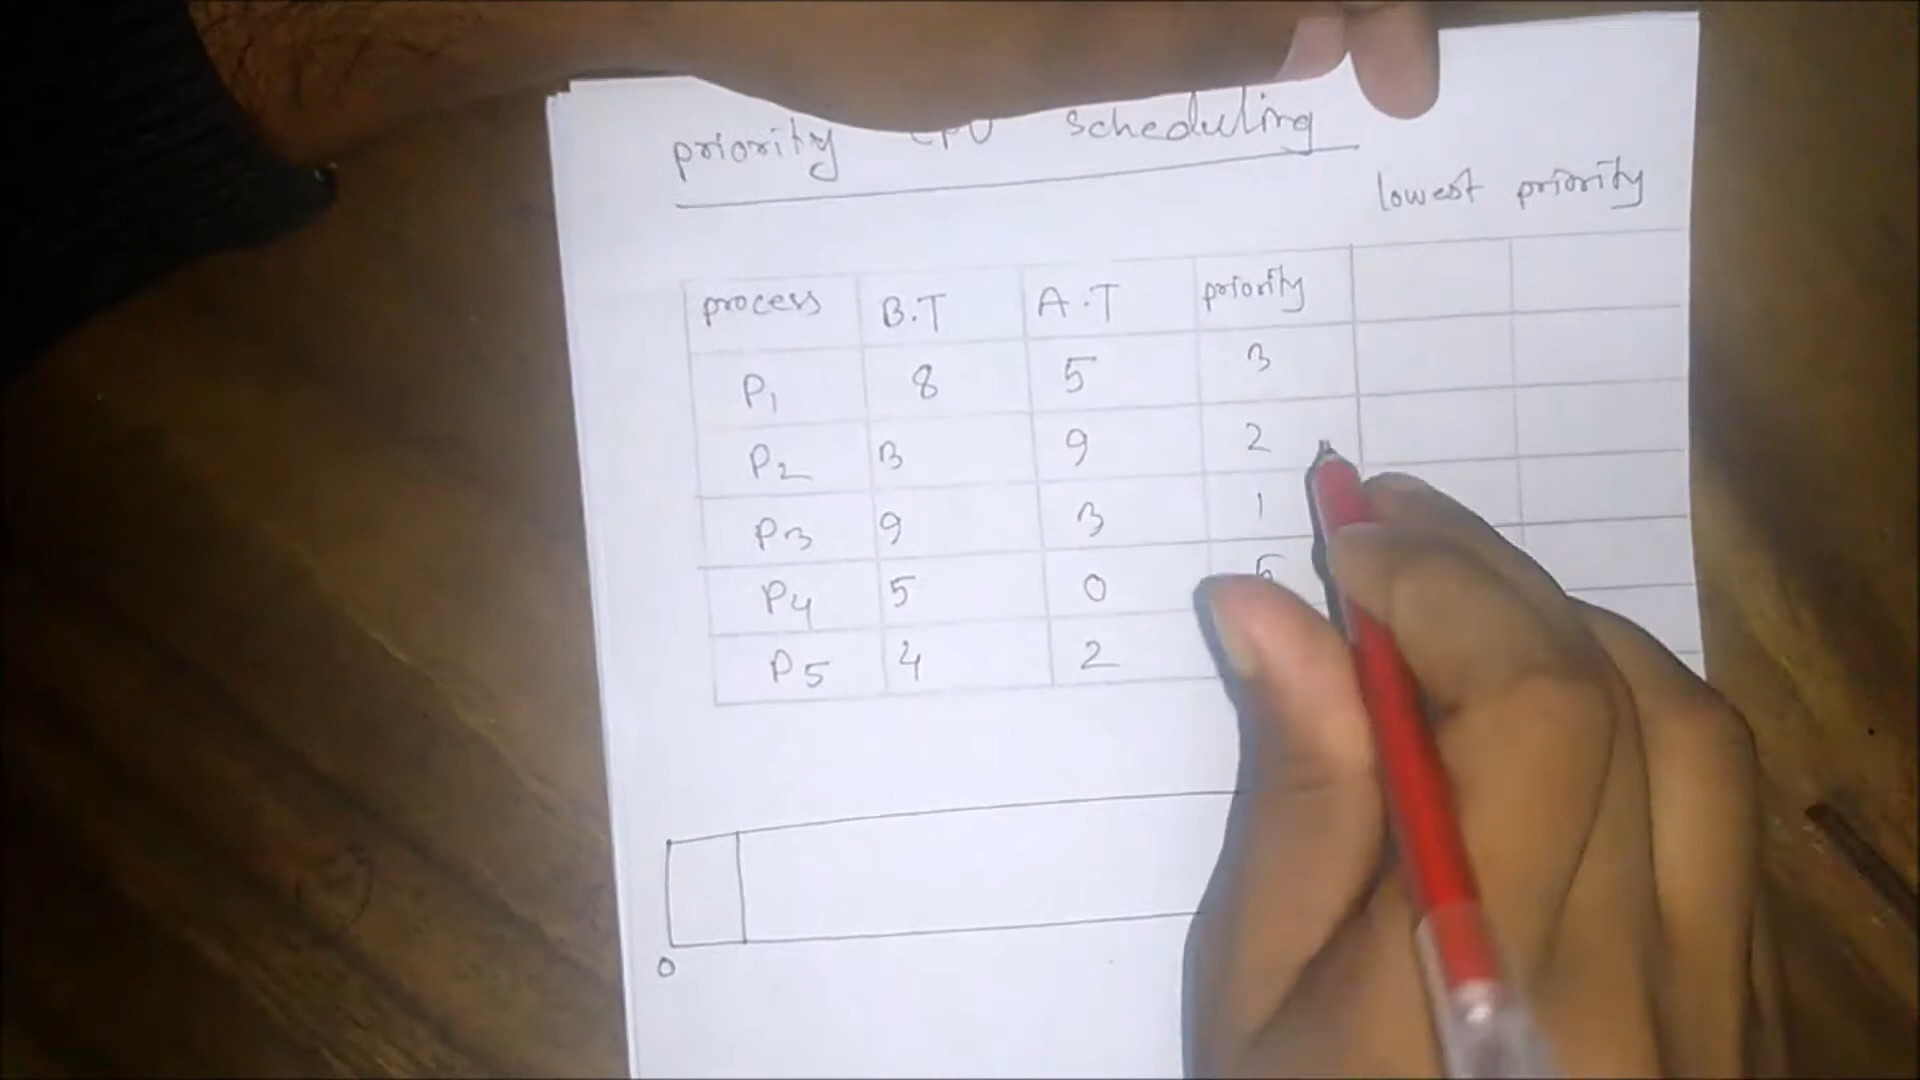 priority CPU scheduling
lowest priority
process B.T A.T priority
P1 8 5 3
P2 3 9 2
P3 9 3 1
P4 5 0
P5 4 2
0